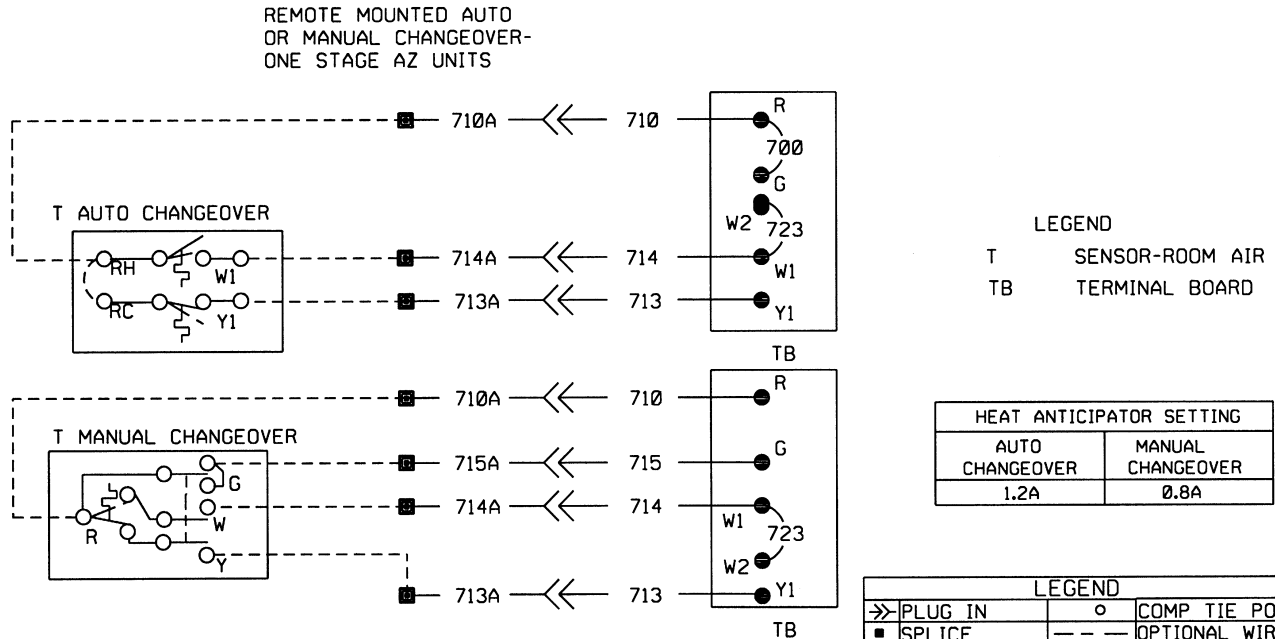 REMOTE MOUNTED AUTO
OR MANUAL CHANGEOVER-
ONE STAGE AZ UNITS
710A
710
R
700
G
W2
723
T AUTO CHANGEOVER
RH
W1
714A
714
W1
RC
Y1
713A
713
Y1
TB
LEGEND
T SENSOR-ROOM AIR
TB TERMINAL BOARD
710A
710
R
T MANUAL CHANGEOVER
G
715A
715
G
R
W
714A
714
W1
723
W2
Y
713A
713
Y1
TB
HEAT ANTICIPATOR SETTING
AUTO CHANGEOVER
MANUAL CHANGEOVER
1.2A
0.8A
LEGEND
PLUG IN
COMP TIE PO
SPLICE
OPTIONAL WIR